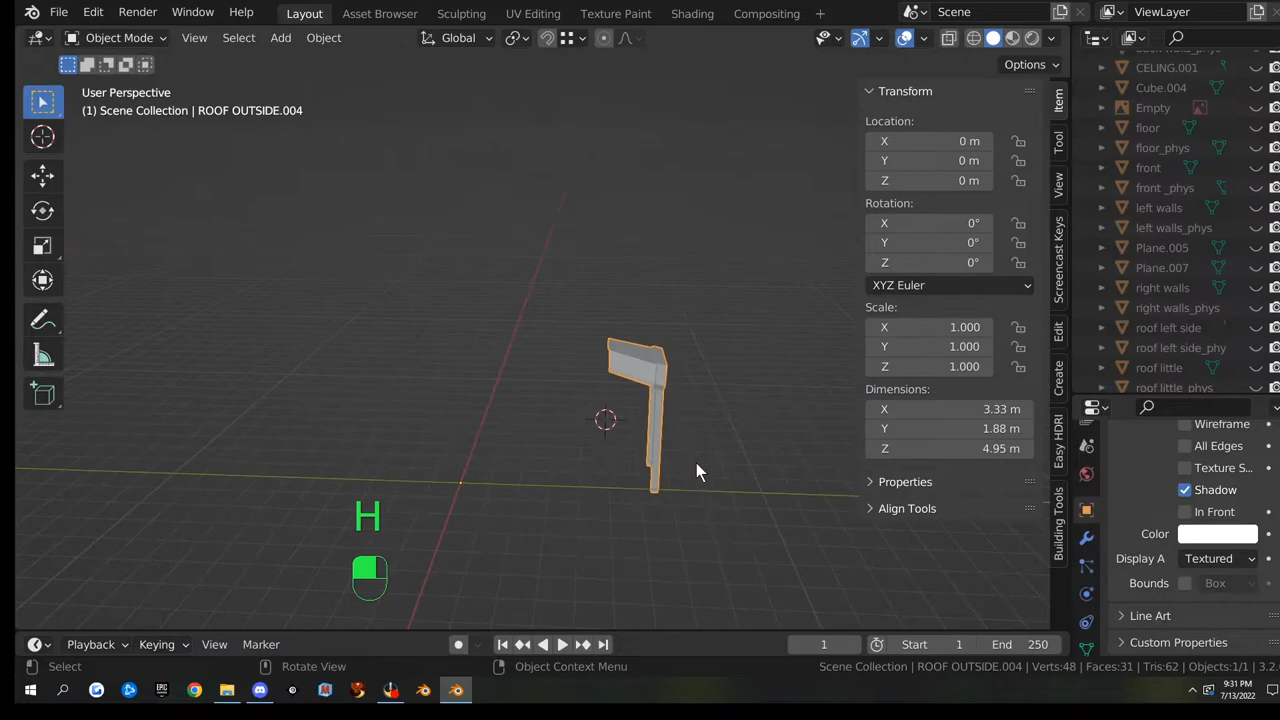 File Edit Render Window Help Layout Asset Browser Sculpting UV Editing Texture Paint Shading Compositing Scene ViewLayer
Object Mode View Select Add Object Global
Options
User Perspective
(1) Scene Collection | ROOF OUTSIDE.004
Transform
Location:
X 0 m
Y 0 m
Z 0 m
Rotation:
X 0°
Y 0°
Z 0°
XYZ Euler
Scale:
X 1.000
Y 1.000
Z 1.000
Dimensions:
X 3.33 m
Y 1.88 m
Z 4.95 m
Properties
Align Tools
Item
Tool
View
Screencast Keys
Edit
Create
Easy HDRI
Building Tools
CELING.001
Cube.004
Empty
floor
floor_phys
front
front _phys
left walls
left walls_phys
Plane.005
Plane.007
right walls
right walls_phys
roof left side
roof left side_phy
roof little
roof little_phys
Wireframe
All Edges
Texture S...
Shadow
In Front
Color
Display A Textured
Bounds Box
Line Art
Custom Properties
H
Playback Keying View Marker 1 Start 1 End 250
Select Rotate View Object Context Menu Scene Collection | ROOF OUTSIDE.004 | Verts:48 | Faces:31 | Tris:62 | Objects:1/1 | 3.2.
9:31 PM
7/13/2022